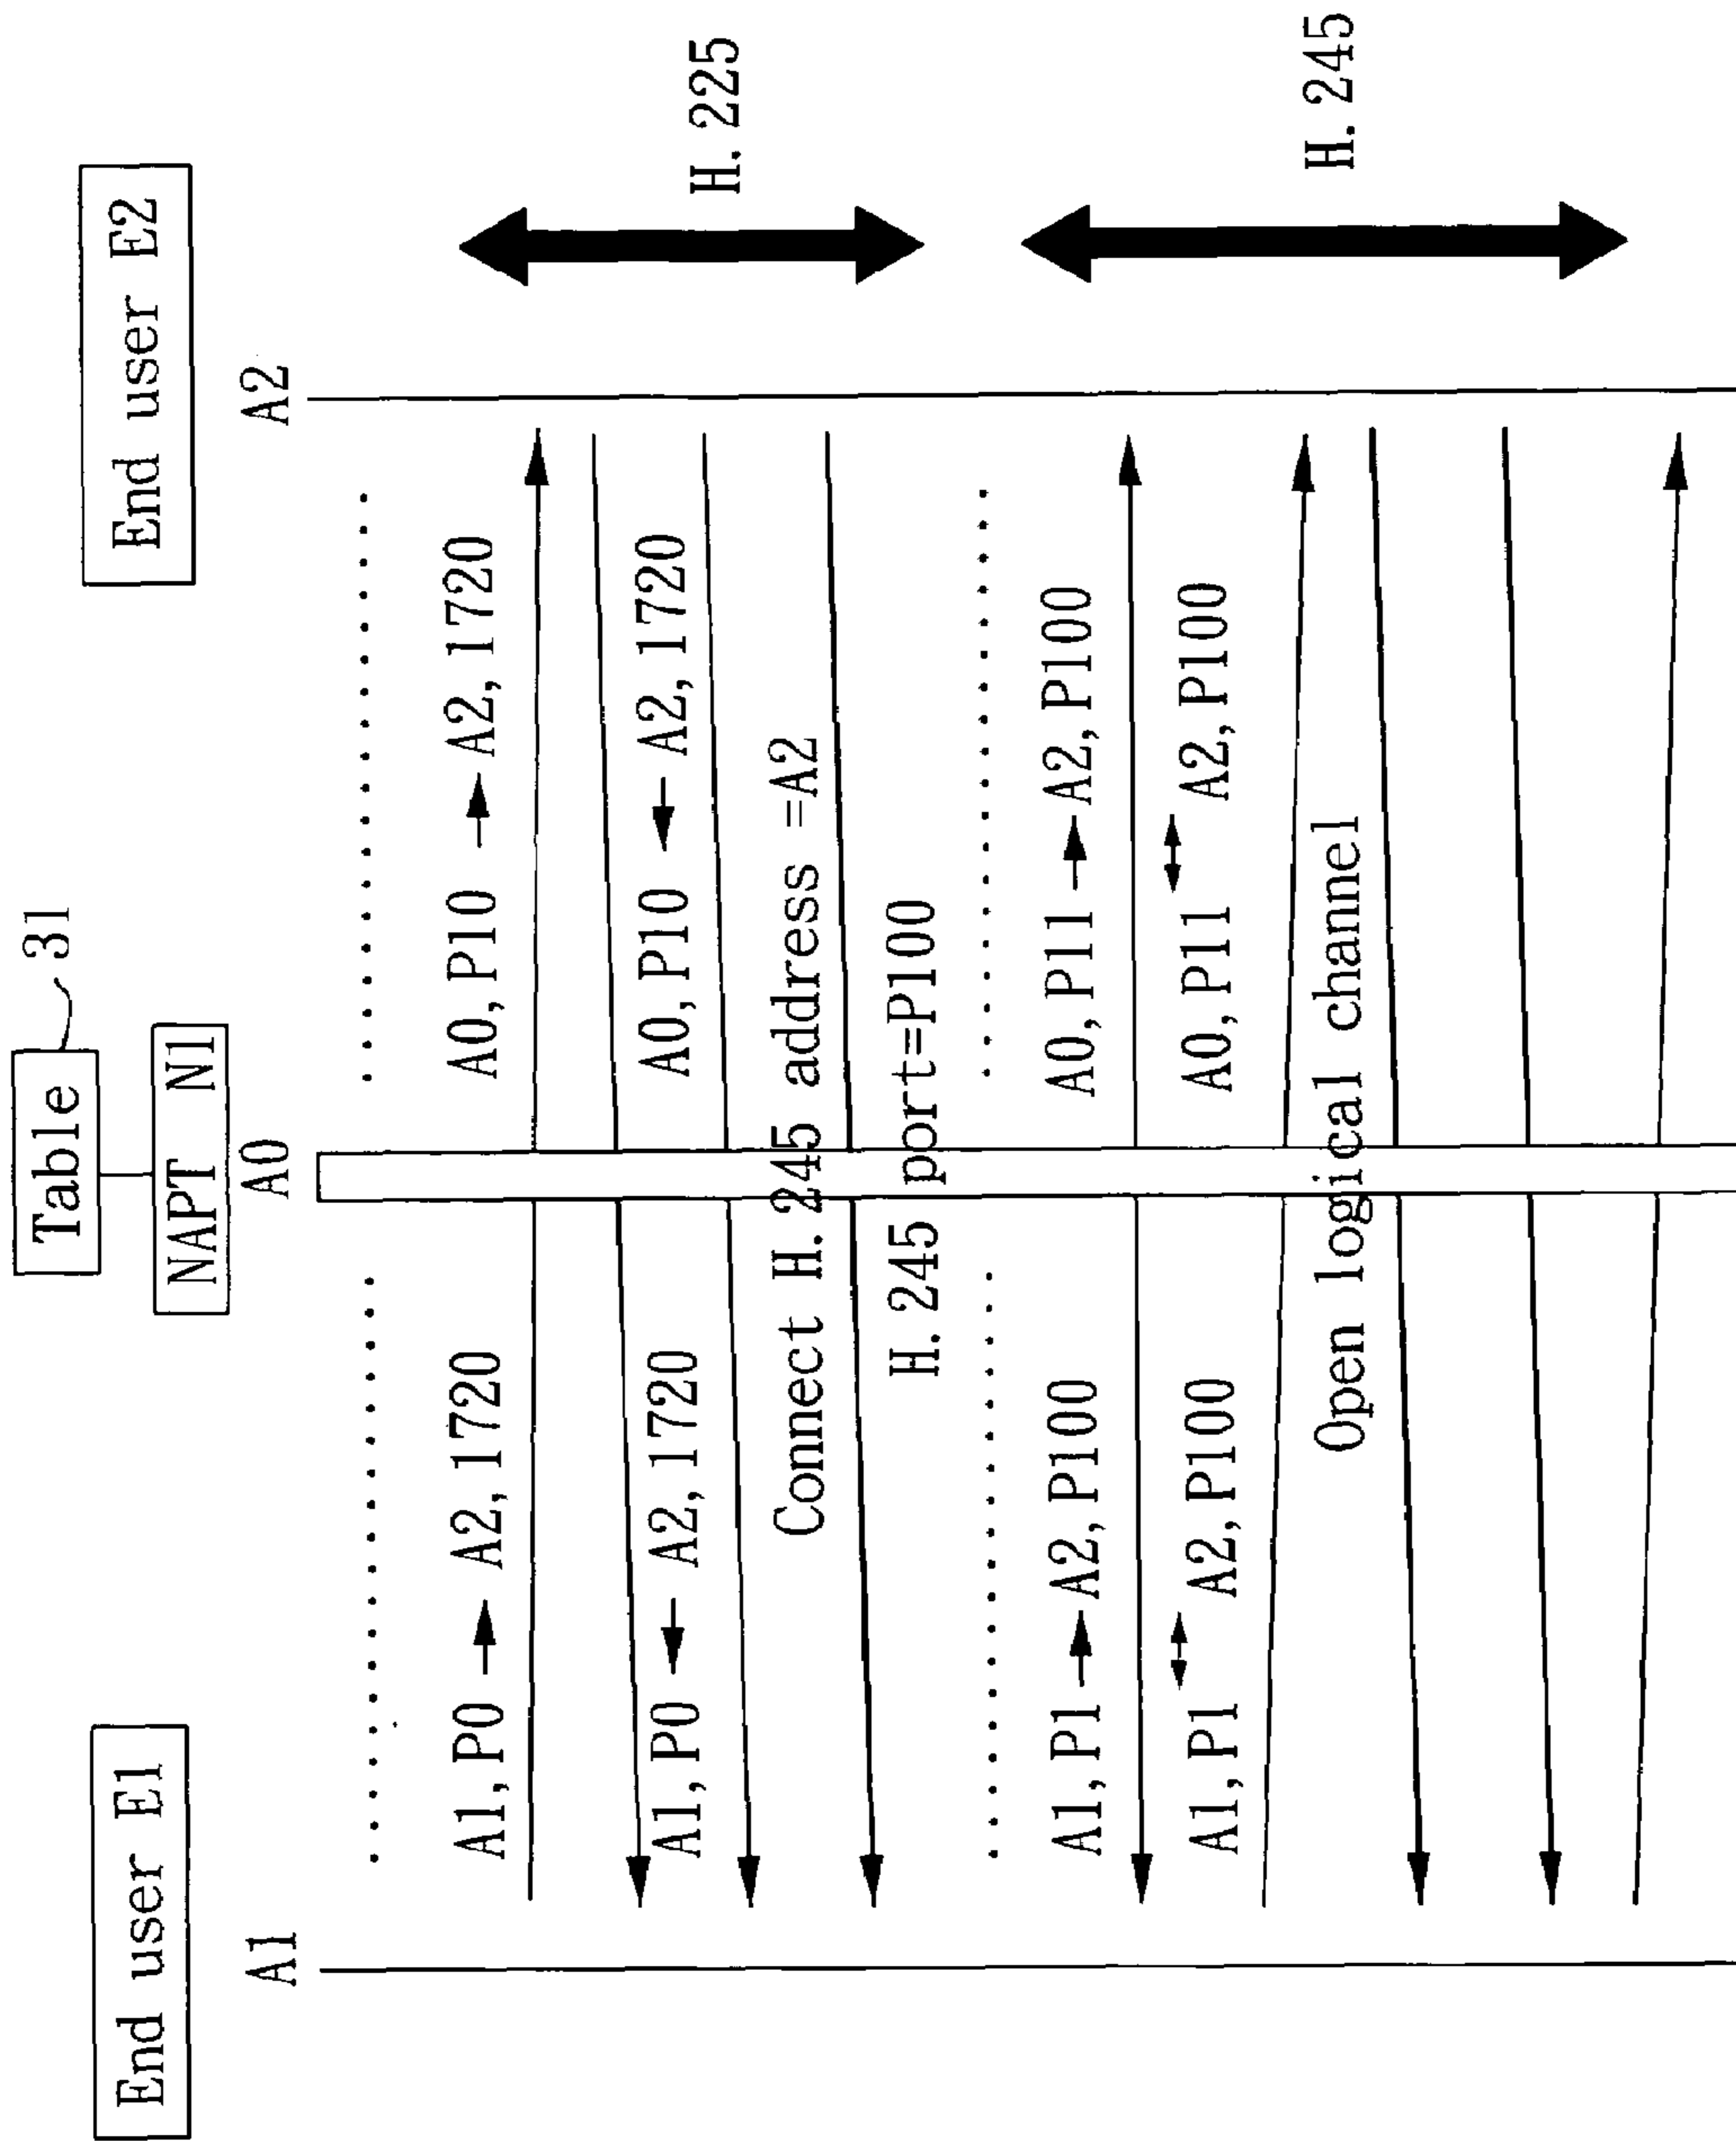 Table 31
End user E1
NAPT N1
End user E2
A1
A0
A2
A1,P0 → A2,1720
A0,P10 → A2,1720
A1,P0 ← A2,1720
A0,P10 ← A2,1720
H.225
Connect H.245 address =A2
H.245 port=P100
A1,P1 → A2,P100
A0,P11 → A2,P100
A1,P1 ↔ A2,P100
A0,P11 ↔ A2,P100
H.245
Open logical channel